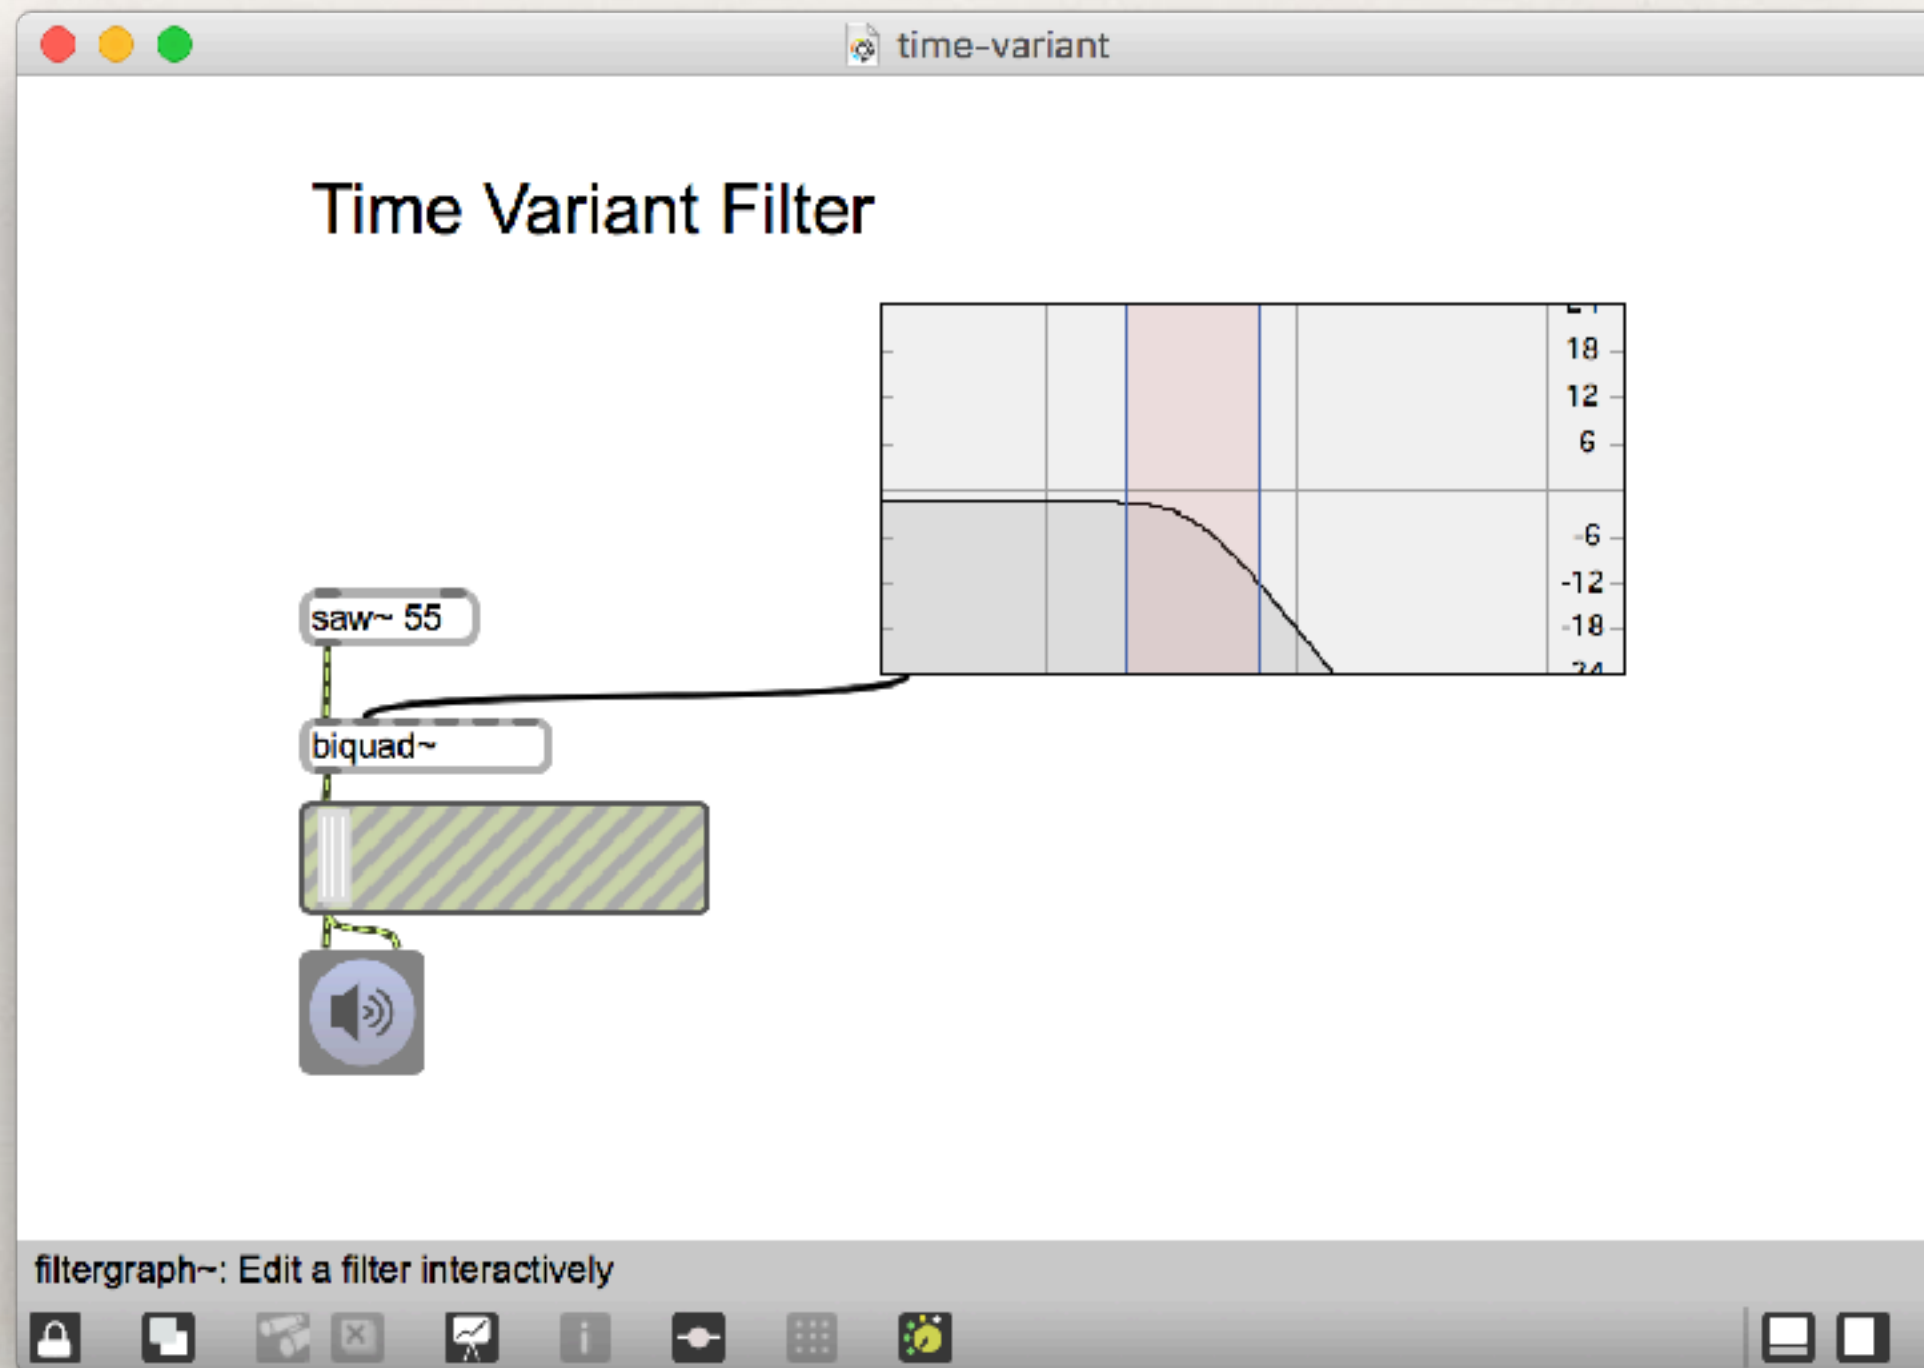 time-variant
Time Variant Filter
18
12
6
-6
-12
-18
saw~ 55
biquad~
filtergraph~: Edit a filter interactively